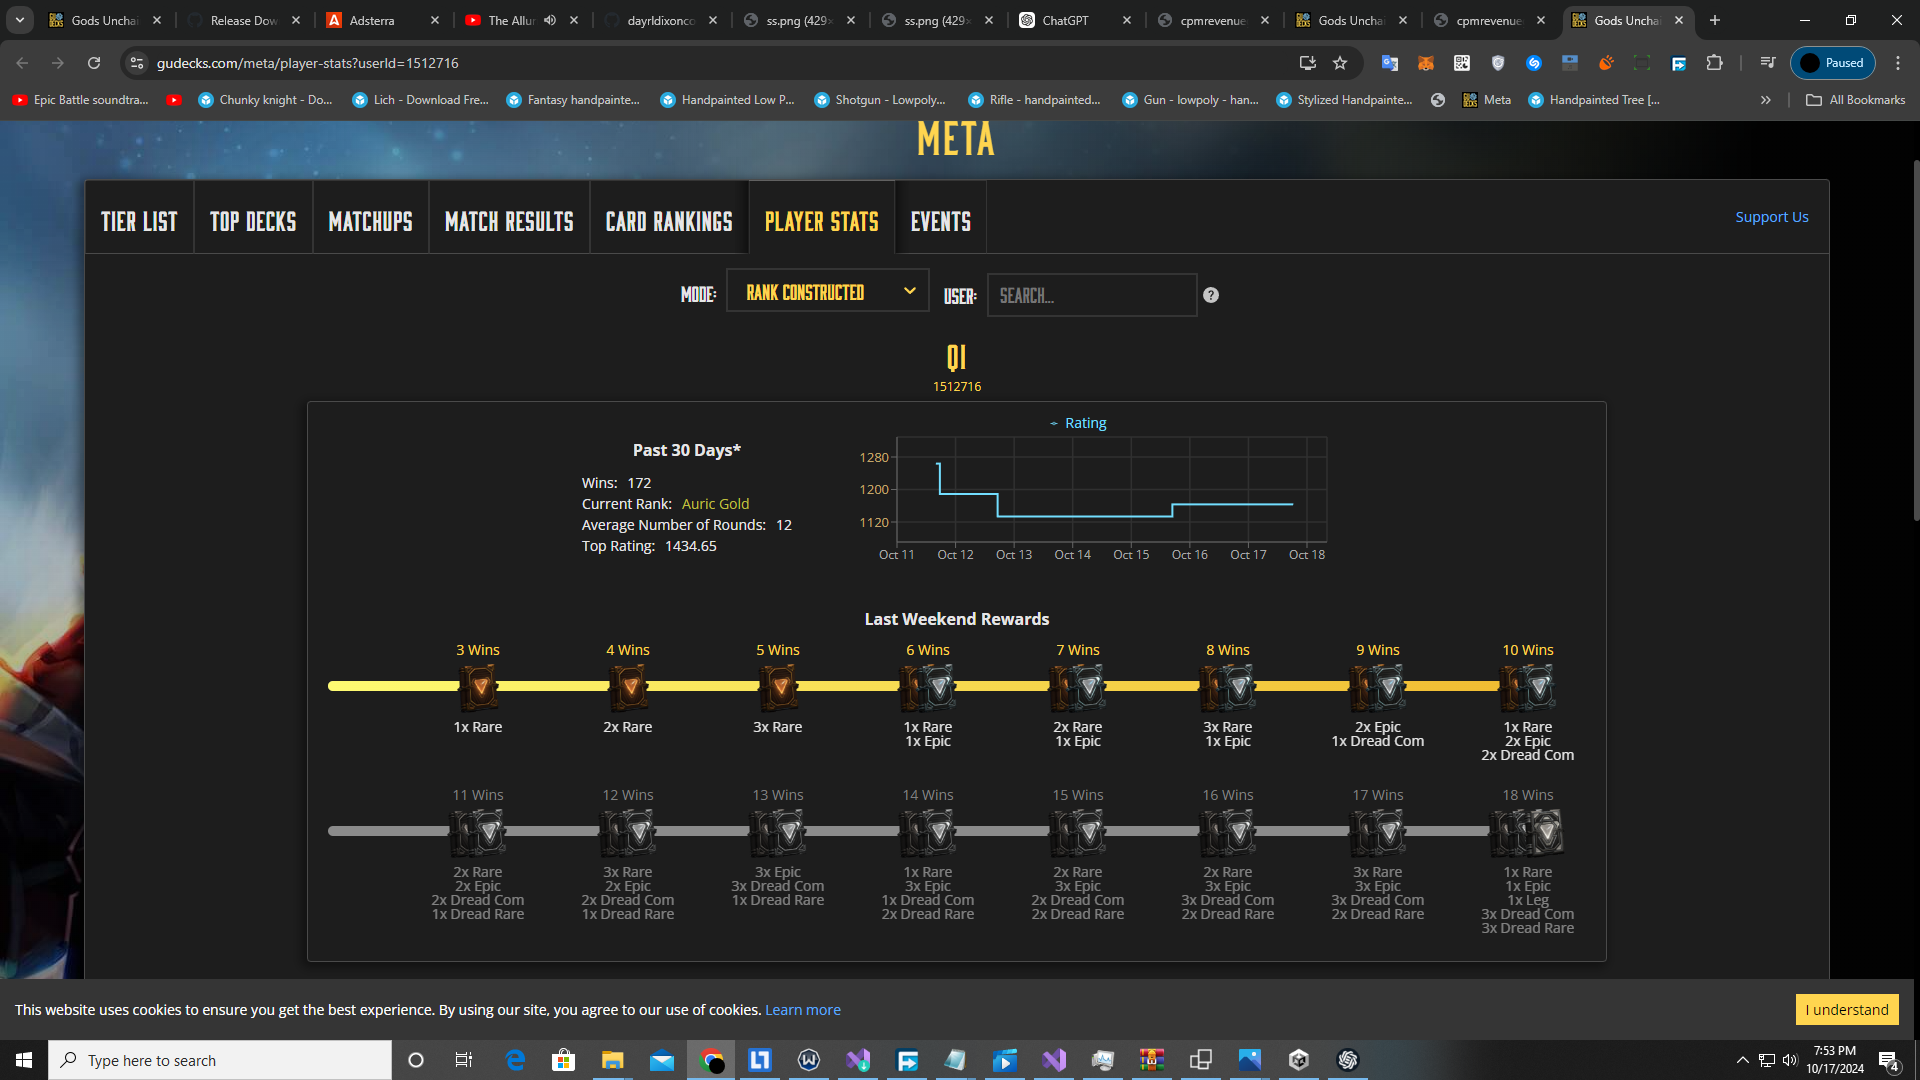 Gods Unchai
Release Dow
Adsterra
The Allur
dayrldixonco
ss.png (429×
ss.png (429×
ChatGPT
cpmrevenue
Gods Unchai
cpmrevenue
Gods Unchai
gudecks.com/meta/player-stats?userId=1512716
Paused
Epic Battle soundtra...
Chunky knight - Do...
Lich - Download Fre...
Fantasy handpainte...
Handpainted Low P...
Shotgun - Lowpoly...
Rifle - handpainted...
Gun - lowpoly - han...
Stylized Handpainte...
Meta
Handpainted Tree [...
All Bookmarks
META
TIER LIST
TOP DECKS
MATCHUPS
MATCH RESULTS
CARD RANKINGS
PLAYER STATS
EVENTS
Support Us
MODE:
RANK CONSTRUCTED
USER:
SEARCH...
?
QI
1512716
Past 30 Days*
Wins: 172
Current Rank: Auric Gold
Average Number of Rounds: 12
Top Rating: 1434.65
Rating
1280
1200
1120
Oct 11 Oct 12 Oct 13 Oct 14 Oct 15 Oct 16 Oct 17 Oct 18
Last Weekend Rewards
3 Wins
1x Rare
4 Wins
2x Rare
5 Wins
3x Rare
6 Wins
1x Rare
1x Epic
7 Wins
2x Rare
1x Epic
8 Wins
3x Rare
1x Epic
9 Wins
2x Epic
1x Dread Com
10 Wins
1x Rare
2x Epic
2x Dread Com
11 Wins
2x Rare
2x Epic
2x Dread Com
1x Dread Rare
12 Wins
3x Rare
2x Epic
2x Dread Com
1x Dread Rare
13 Wins
3x Epic
3x Dread Com
1x Dread Rare
14 Wins
1x Rare
3x Epic
1x Dread Com
2x Dread Rare
15 Wins
2x Rare
3x Epic
2x Dread Com
2x Dread Rare
16 Wins
2x Rare
3x Epic
3x Dread Com
2x Dread Rare
17 Wins
3x Rare
3x Epic
3x Dread Com
2x Dread Rare
18 Wins
1x Rare
1x Epic
1x Leg
3x Dread Com
3x Dread Rare
This website uses cookies to ensure you get the best experience. By using our site, you agree to our use of cookies. Learn more
I understand
Type here to search
7:53 PM
10/17/2024
4